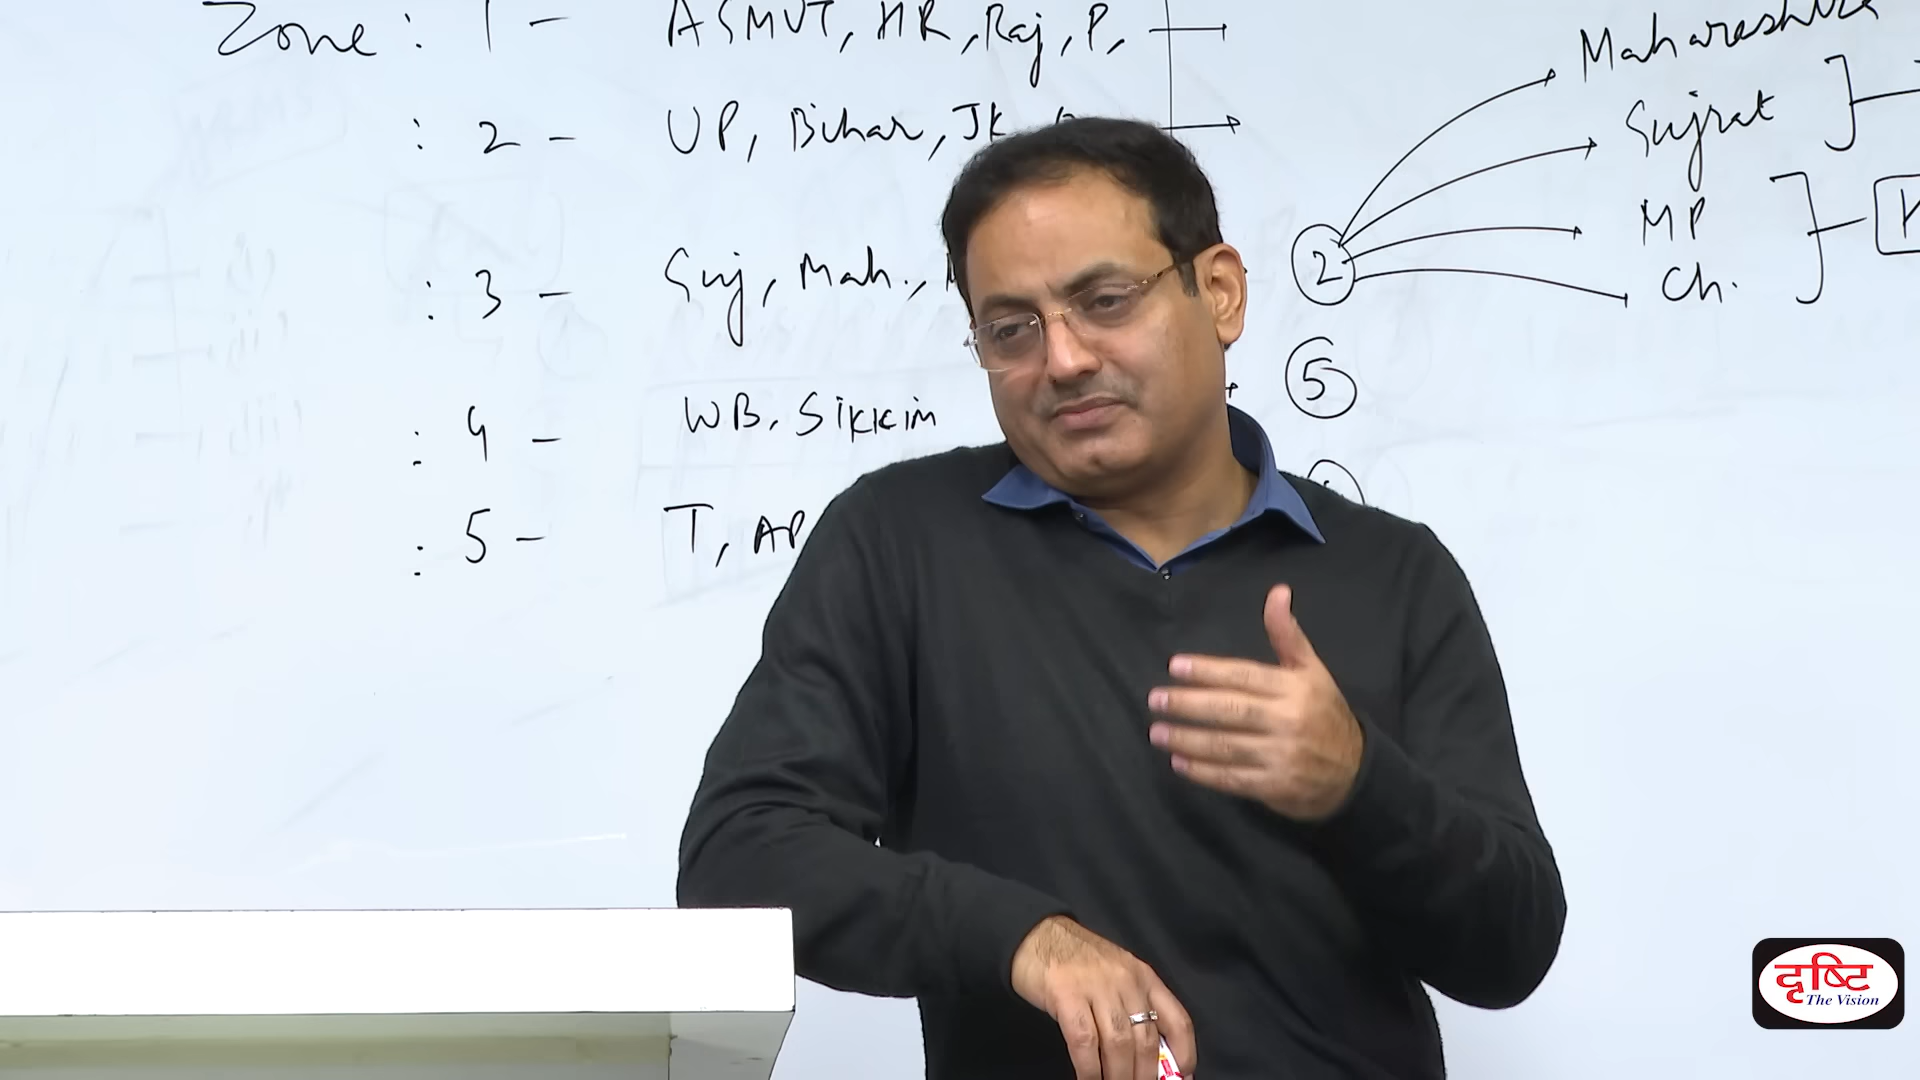 Zone : 1 - ASMUT, HR, Raj, P,
: 2 - UP, Bihar, JK
: 3 - Guj, Mah.,
: 4 - WB, Sikkim
: 5 - T, AP
Maharashtra
Gujrat
MP
Ch.
2
5
दृष्टि
The Vision